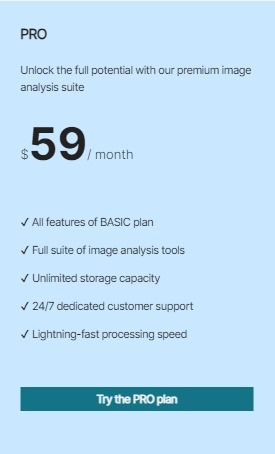 PRO
Unlock the full potential with our premium image
analysis suite
$59/ month
✓ All features of BASIC plan
✓ Full suite of image analysis tools
✓ Unlimited storage capacity
✓ 24/7 dedicated customer support
✓ Lightning-fast processing speed
Try the PRO plan